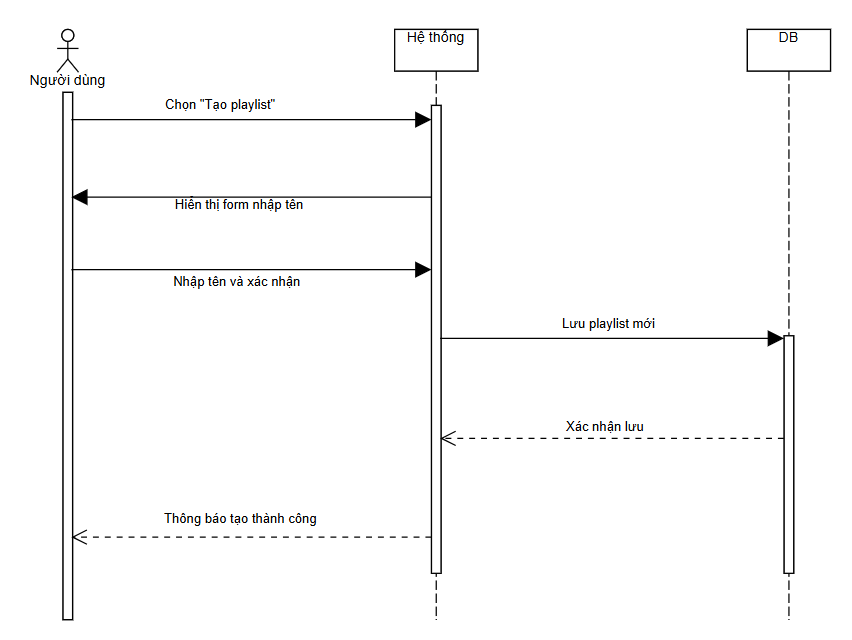 Hệ thống
DB
Người dùng
Chọn "Tạo playlist"
Hiển thị form nhập tên
Nhập tên và xác nhận
Lưu playlist mới
Xác nhận lưu
Thông báo tạo thành công